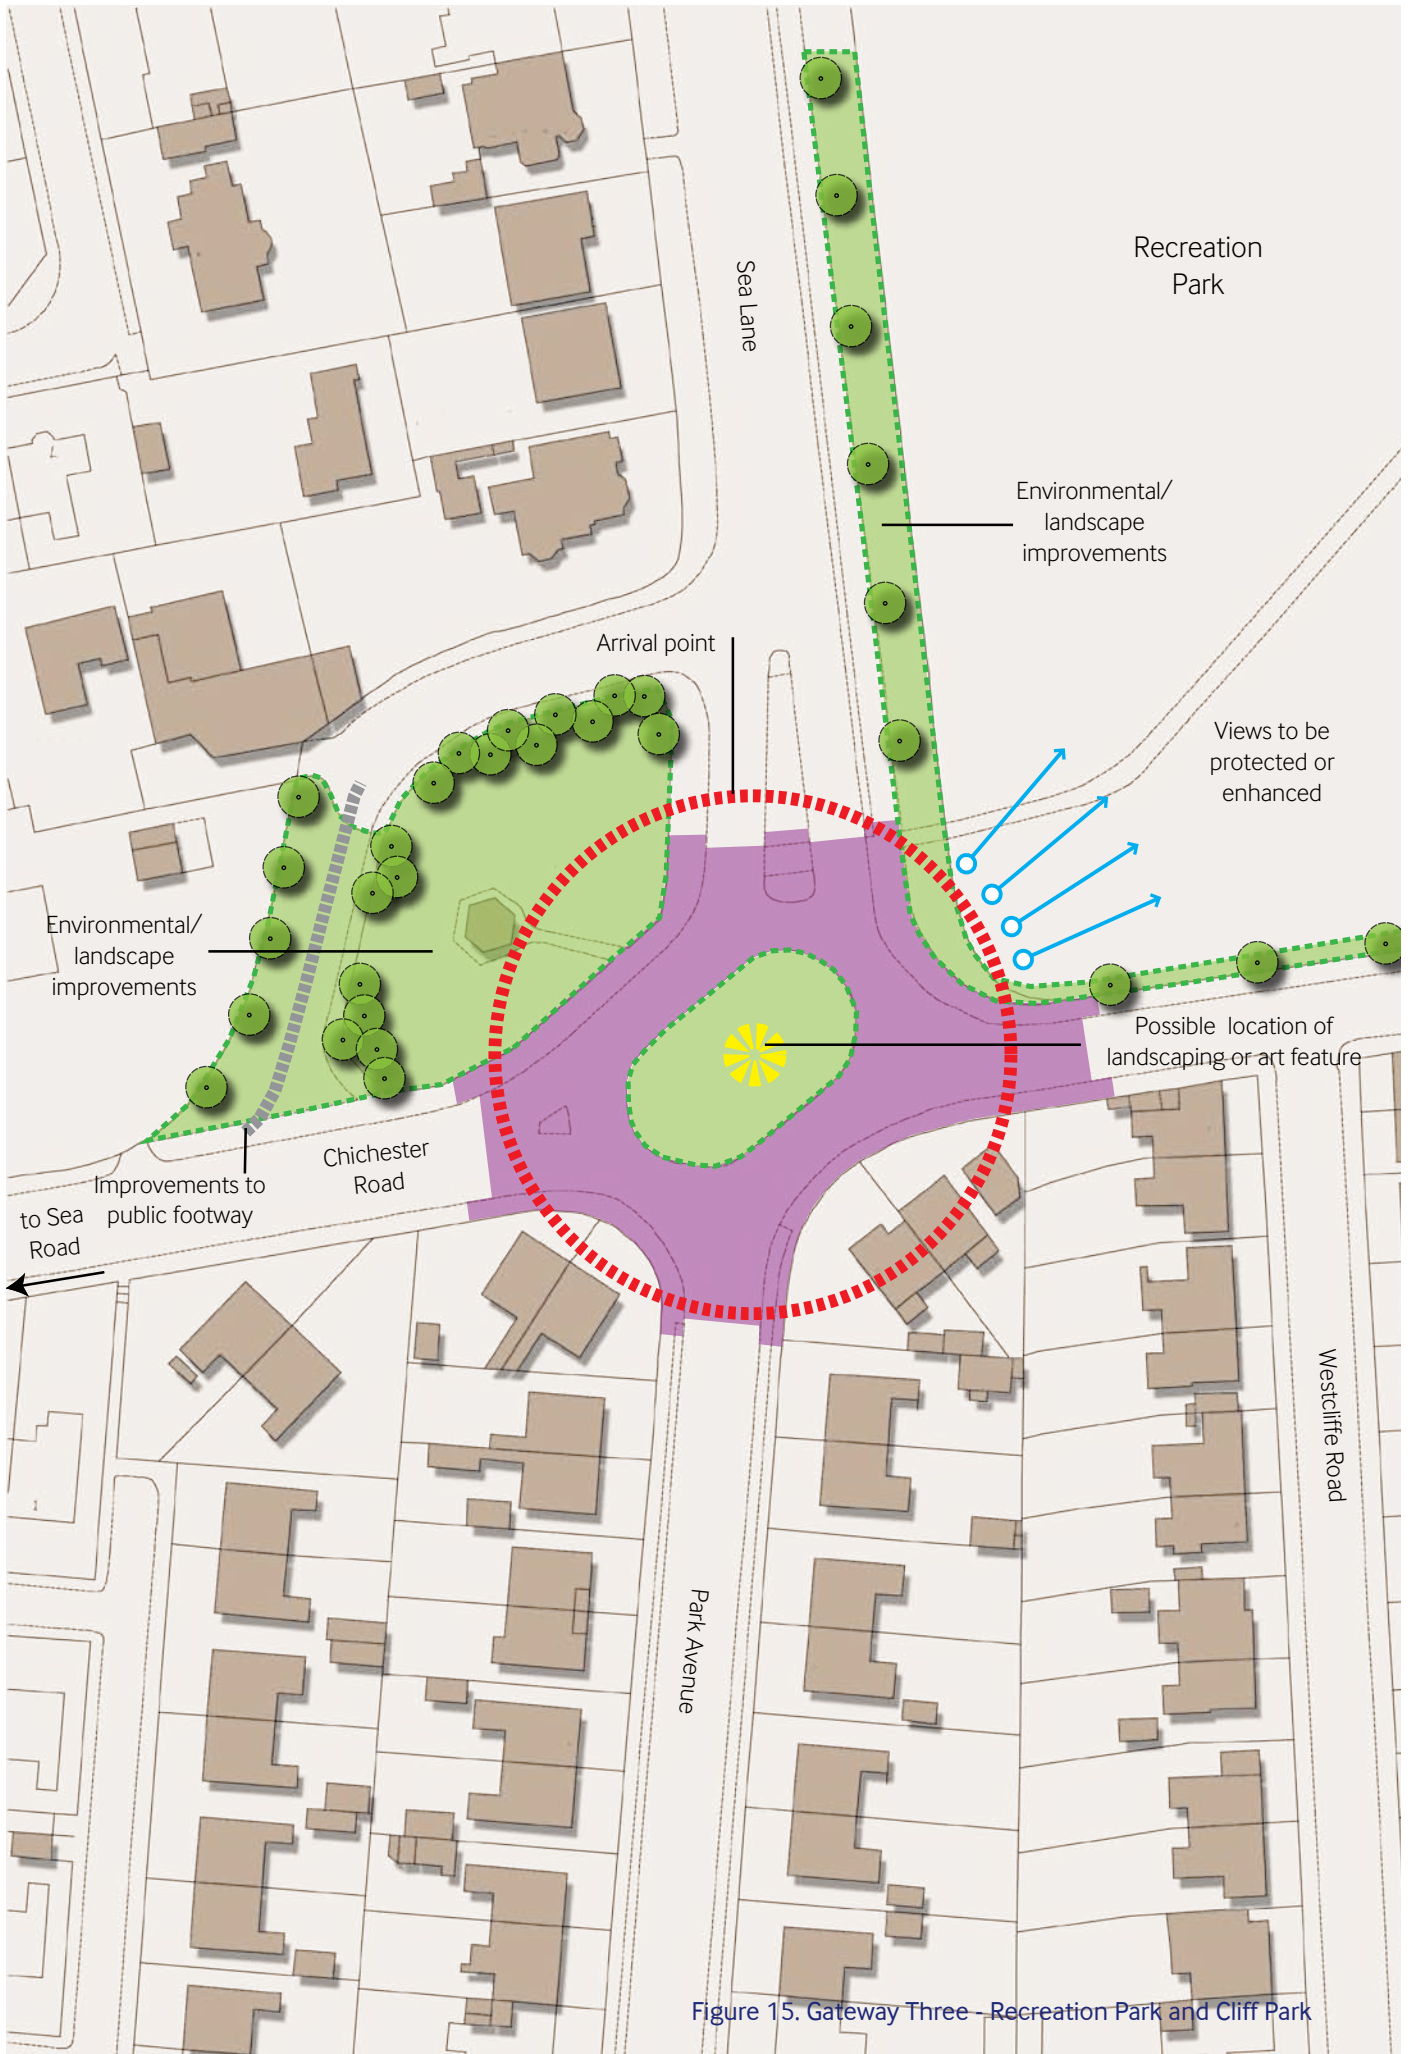 Recreation
Park
Sea Lane
Environmental/
landscape
improvements
Arrival point
Views to be
protected or
enhanced
Environmental/
landscape
improvements
Possible location of
landscaping or art feature
Chichester
Road
Improvements to
public footway
to Sea
Road
Westcliffe Road
Park Avenue
Figure 15. Gateway Three - Recreation Park and Cliff Park